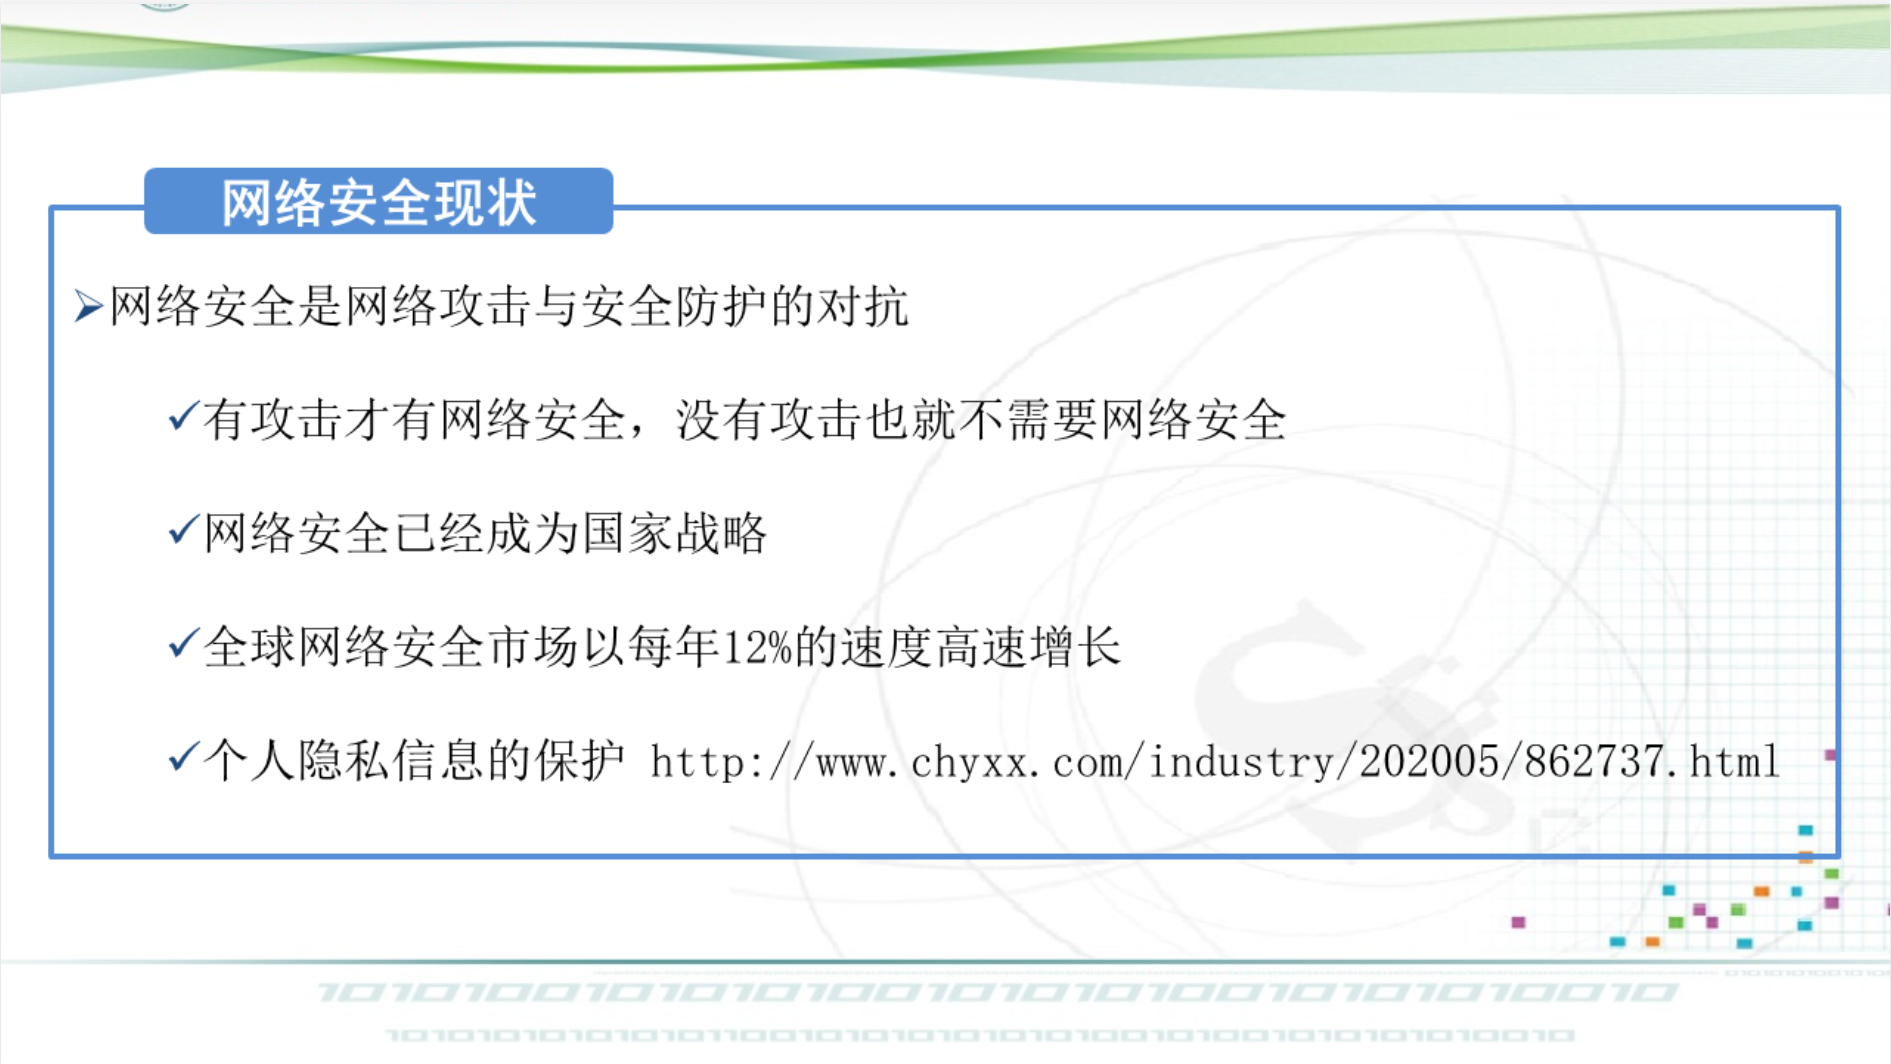 网络安全现状
网络安全是网络攻击与安全防护的对抗
有攻击才有网络安全，没有攻击也就不需要网络安全
网络安全已经成为国家战略
全球网络安全市场以每年12%的速度高速增长
个人隐私信息的保护 http://www.chyxx.com/industry/202005/862737.html